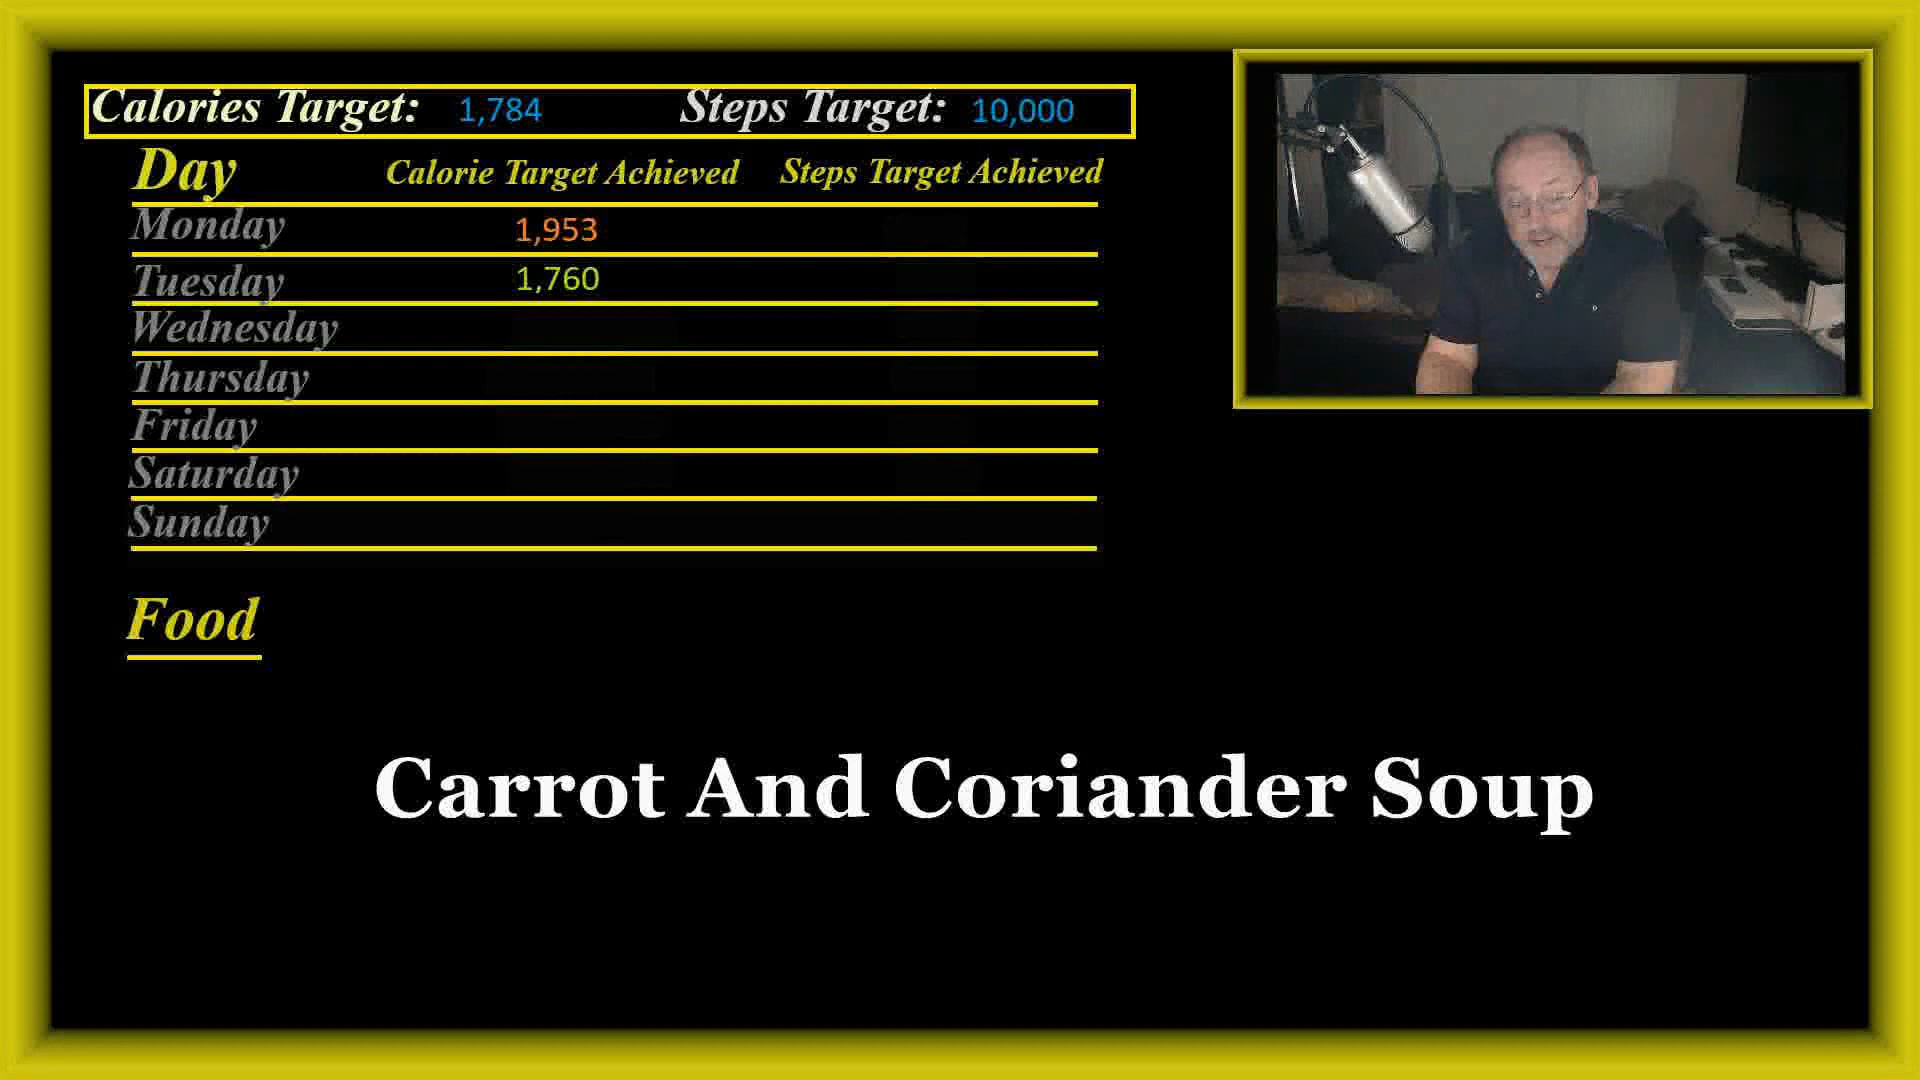 Calories Target: 1,784 Steps Target: 10,000
Day Calorie Target Achieved Steps Target Achieved
Monday 1,953
Tuesday 1,760
Wednesday
Thursday
Friday
Saturday
Sunday
Food
Carrot And Coriander Soup